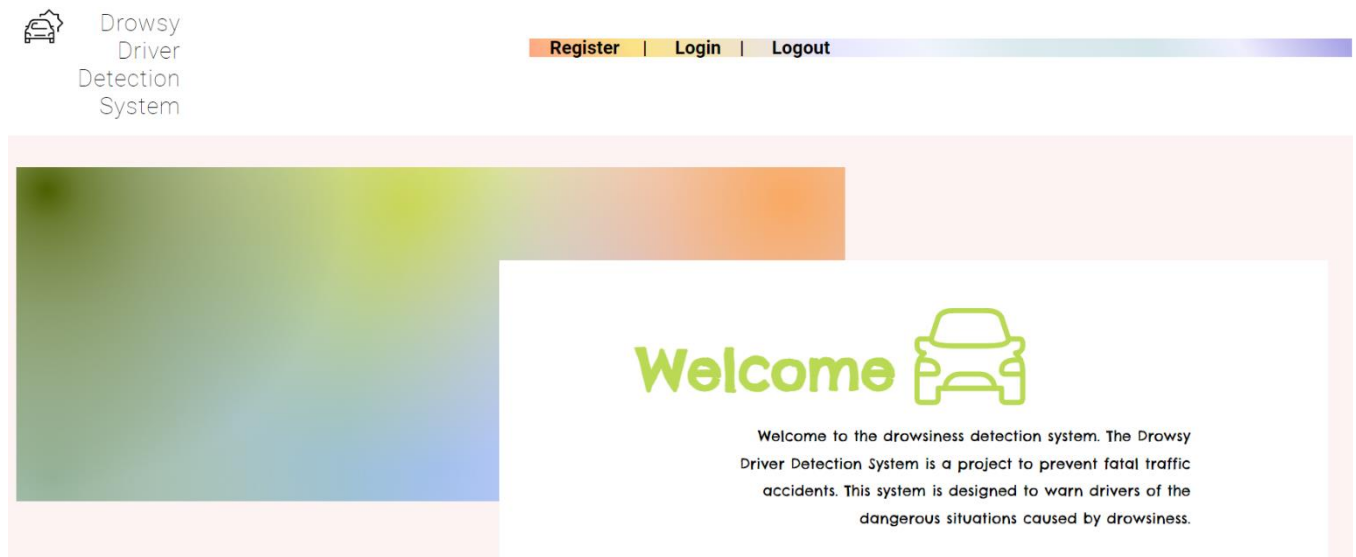 Drowsy
Driver
Detection
System
Register | Login | Logout
Welcome
Welcome to the drowsiness detection system. The Drowsy
Driver Detection System is a project to prevent fatal traffic
accidents. This system is designed to warn drivers of the
dangerous situations caused by drowsiness.